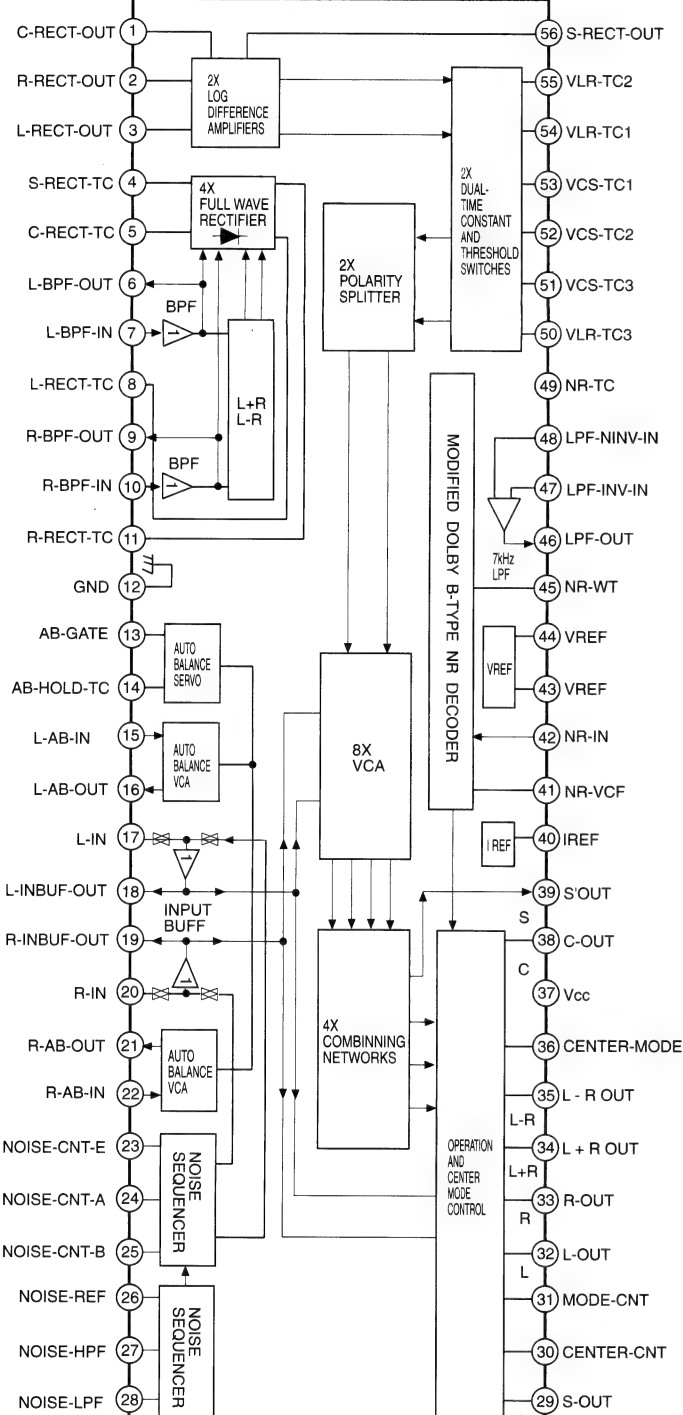 C-RECT-OUT 1
R-RECT-OUT 2
L-RECT-OUT 3
S-RECT-TC 4
C-RECT-TC 5
L-BPF-OUT 6
L-BPF-IN 7
L-RECT-TC 8
R-BPF-OUT 9
R-BPF-IN 10
R-RECT-TC 11
GND 12
AB-GATE 13
AB-HOLD-TC 14
L-AB-IN 15
L-AB-OUT 16
L-IN 17
L-INBUF-OUT 18
R-INBUF-OUT 19
R-IN 20
R-AB-OUT 21
R-AB-IN 22
NOISE-CNT-E 23
NOISE-CNT-A 24
NOISE-CNT-B 25
NOISE-REF 26
NOISE-HPF 27
NOISE-LPF 28
2X
LOG
DIFFERENCE
AMPLIFIERS
4X
FULL WAVE
RECTIFIER
BPF
1
L+R
L-R
BPF
1
AUTO
BALANCE
SERVO
AUTO
BALANCE
VCA
1
INPUT
BUFF
1
AUTO
BALANCE
VCA
NOISE
SEQUENCER
NOISE
SEQUENCER
2X
POLARITY
SPLITTER
2X
DUAL-
TIME
CONSTANT
AND
THRESHOLD
SWITCHES
MODIFIED DOLBY B-TYPE NR DECODER
8X
VCA
4X
COMBINNING
NETWORKS
OPERATION
AND
CENTER
MODE
CONTROL
7kHz
LPF
VREF
I REF
S
C
L-R
L+R
R
L
56 S-RECT-OUT
55 VLR-TC2
54 VLR-TC1
53 VCS-TC1
52 VCS-TC2
51 VCS-TC3
50 VLR-TC3
49 NR-TC
48 LPF-NINV-IN
47 LPF-INV-IN
46 LPF-OUT
45 NR-WT
44 VREF
43 VREF
42 NR-IN
41 NR-VCF
40 IREF
39 S'OUT
38 C-OUT
37 Vcc
36 CENTER-MODE
35 L - R OUT
34 L + R OUT
33 R-OUT
32 L-OUT
31 MODE-CNT
30 CENTER-CNT
29 S-OUT